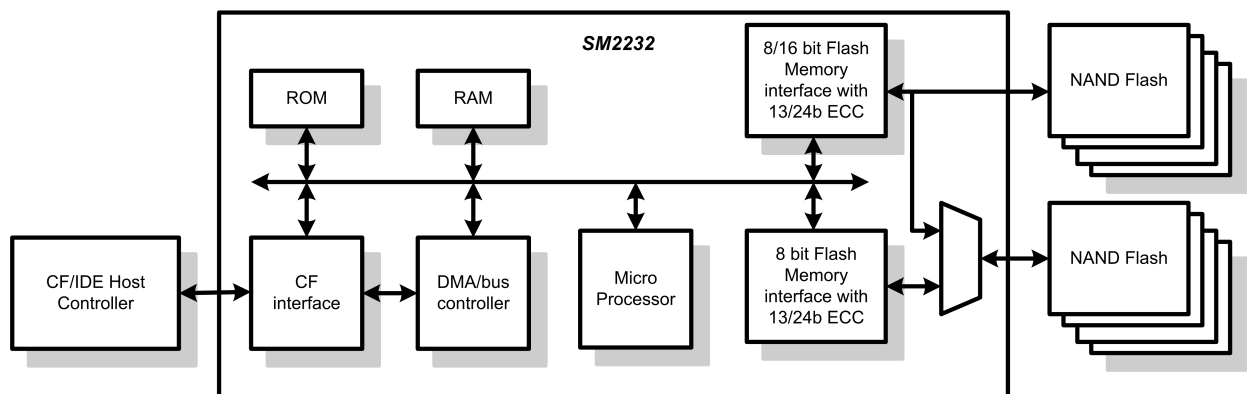 SM2232
ROM
RAM
8/16 bit Flash
Memory
interface with
13/24b ECC
NAND Flash
CF/IDE Host
Controller
CF
interface
DMA/bus
controller
Micro
Processor
8 bit Flash
Memory
interface with
13/24b ECC
NAND Flash